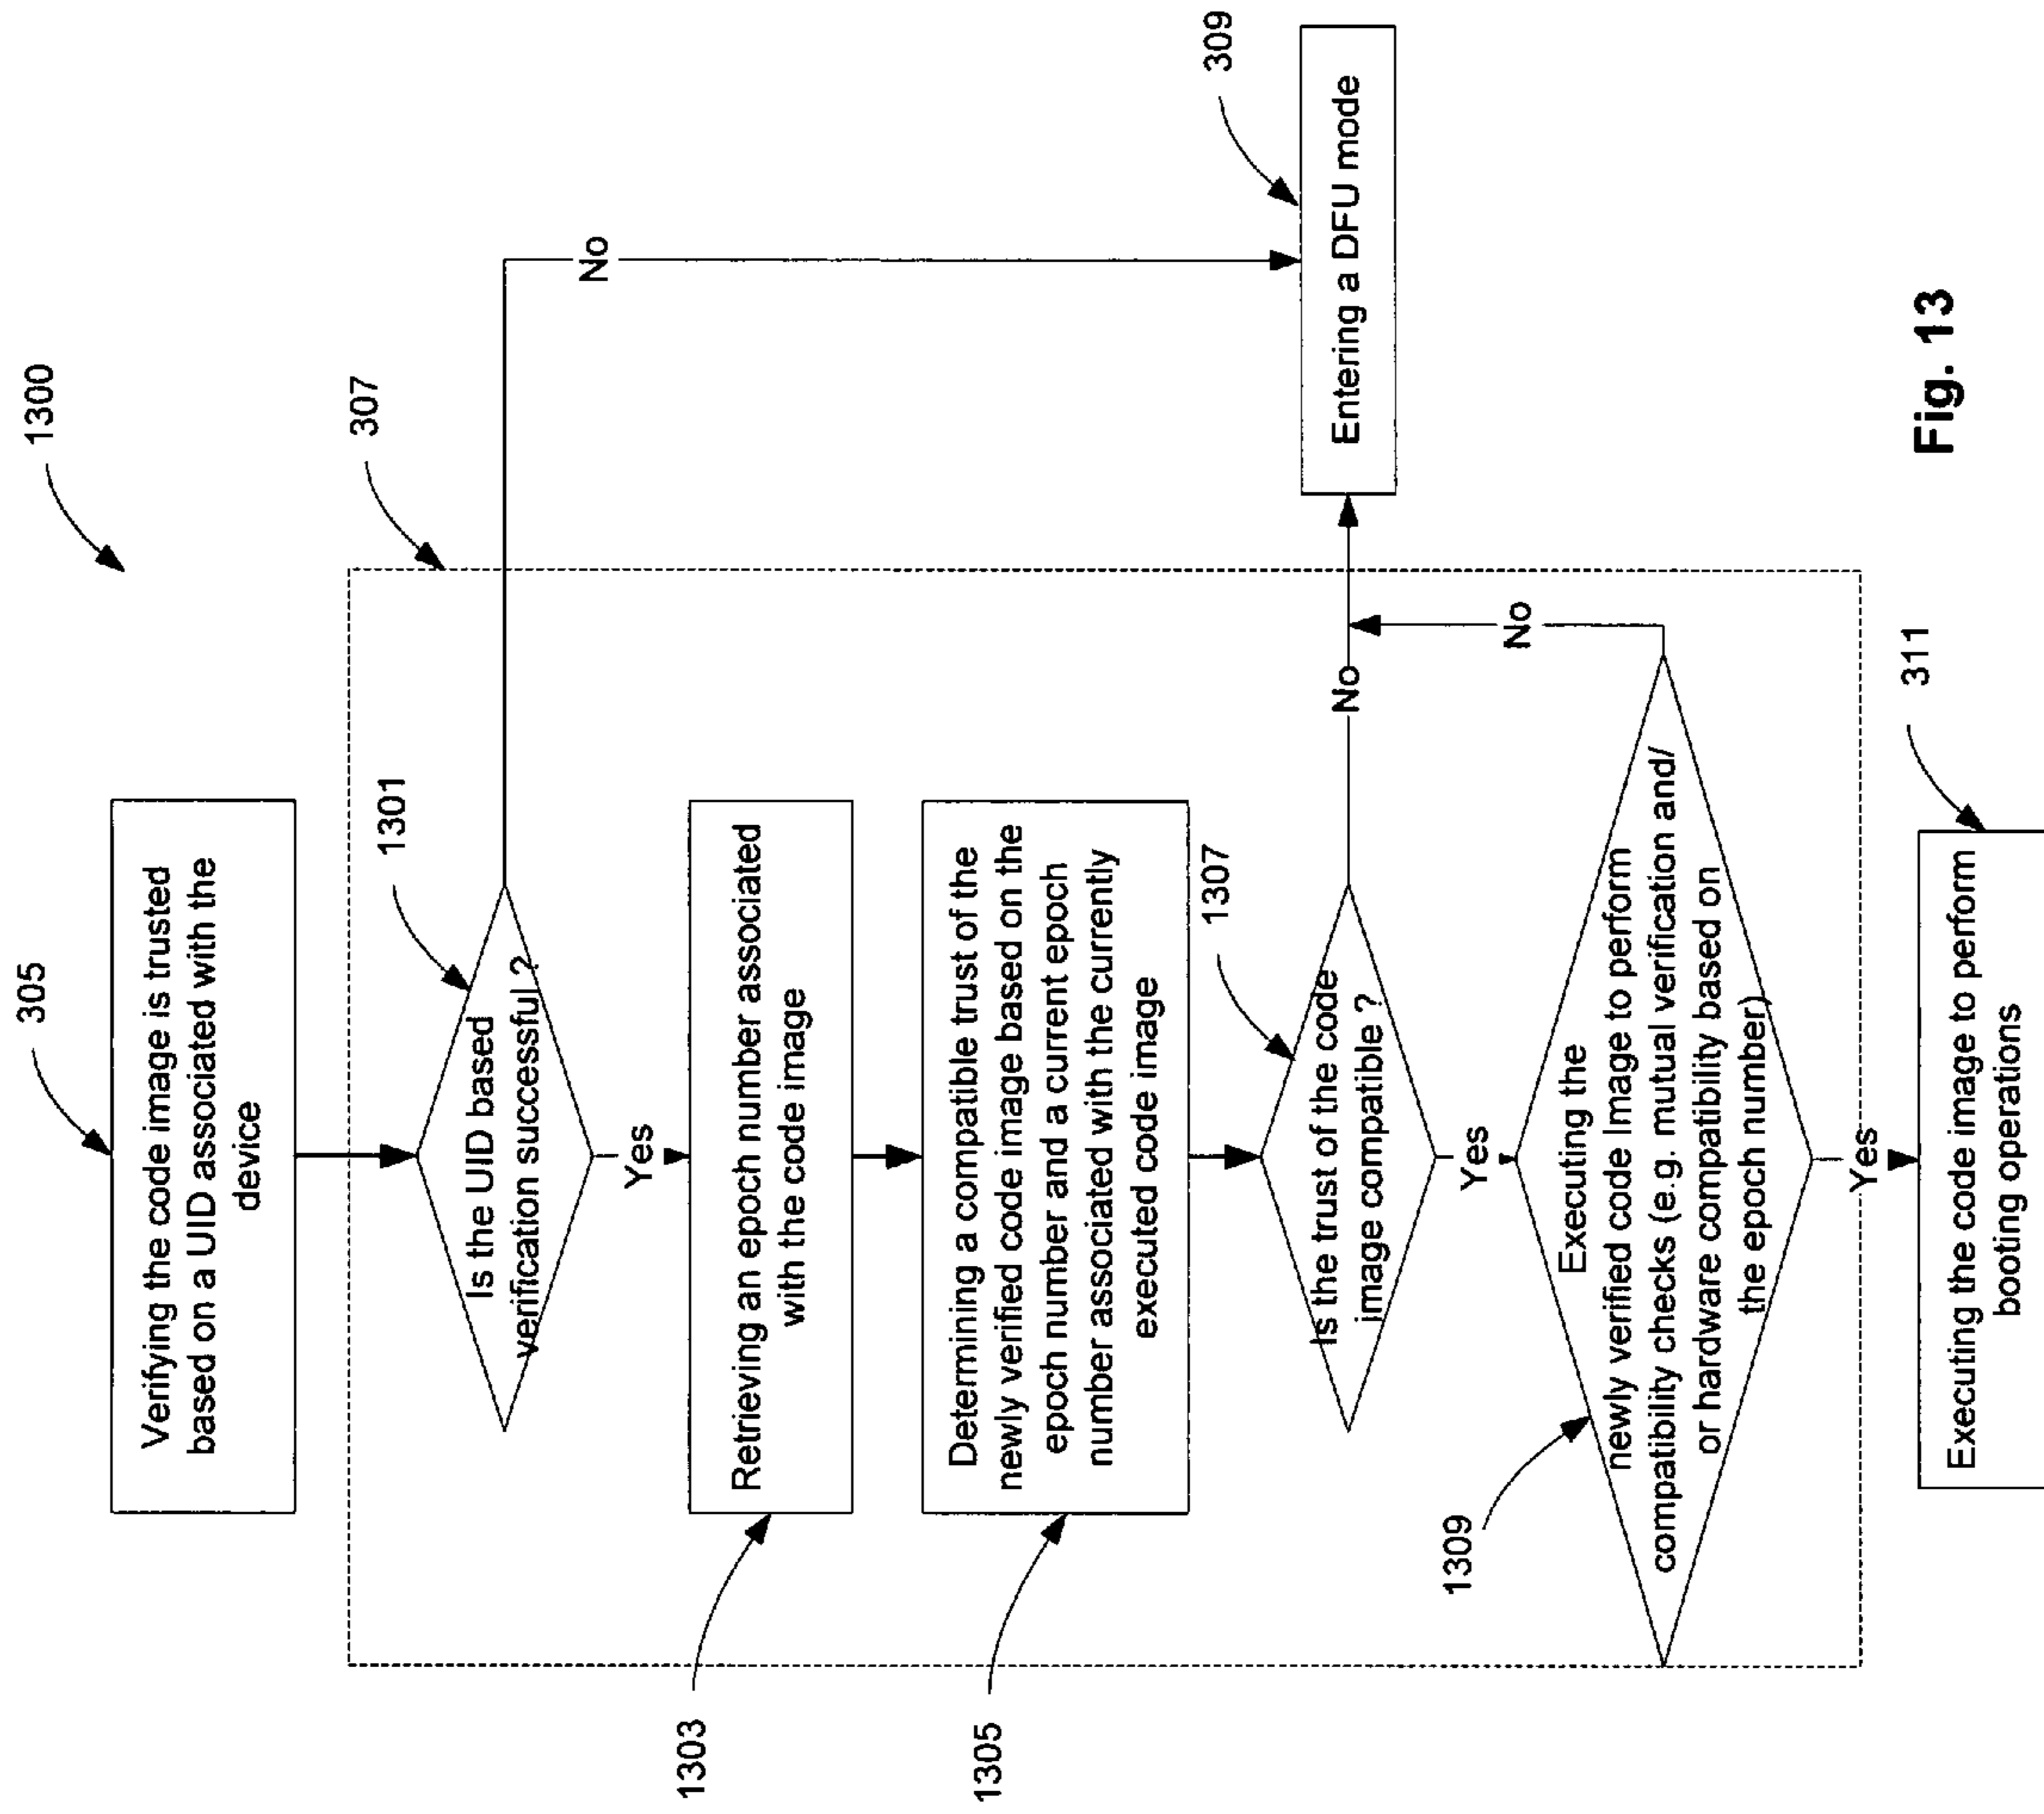 1300
305
Verifying the code image is trusted
based on a UID associated with the
device
307
1301
Is the UID based
verification successful ?
No
Yes
1303
Retrieving an epoch number associated
with the code image
1305
Determining a compatible trust of the
newly verified code image based on the
epoch number and a current epoch
number associated with the currently
executed code image
1307
Is the trust of the code
image compatible ?
No
309
Entering a DFU mode
Yes
1309
Executing the
newly verified code Image to perform
compatibility checks (e.g. mutual verification and/
or hardware compatibility based on
the epoch number)
No
Yes
311
Executing the code image to perform
booting operations
Fig. 13